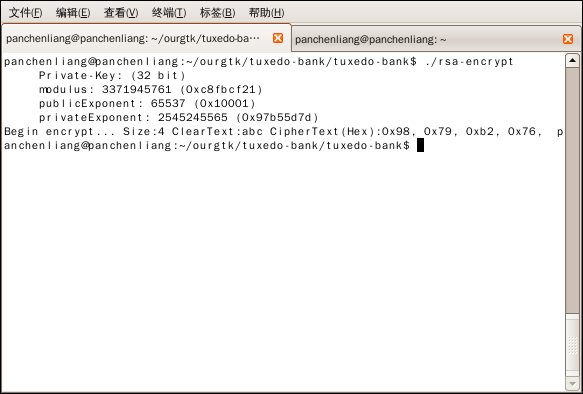 文件(F) 编辑(E) 查看(V) 终端(T) 标签(B) 帮助(H)
panchenliang@panchenliang: ~/ourgtk/tuxedo-ba··· panchenliang@panchenliang: ~
panchenliang@panchenliang:~/ourgtk/tuxedo-bank/tuxedo-bank$ ./rsa-encrypt
Private-Key: (32 bit)
modulus: 3371945761 (0xc8fbcf21)
publicExponent: 65537 (0x10001)
privateExponent: 2545245565 (0x97b55d7d)
Begin encrypt... Size:4 ClearText:abc CipherText(Hex):0x98, 0x79, 0xb2, 0x76,  p
anchenliang@panchenliang:~/ourgtk/tuxedo-bank/tuxedo-bank$